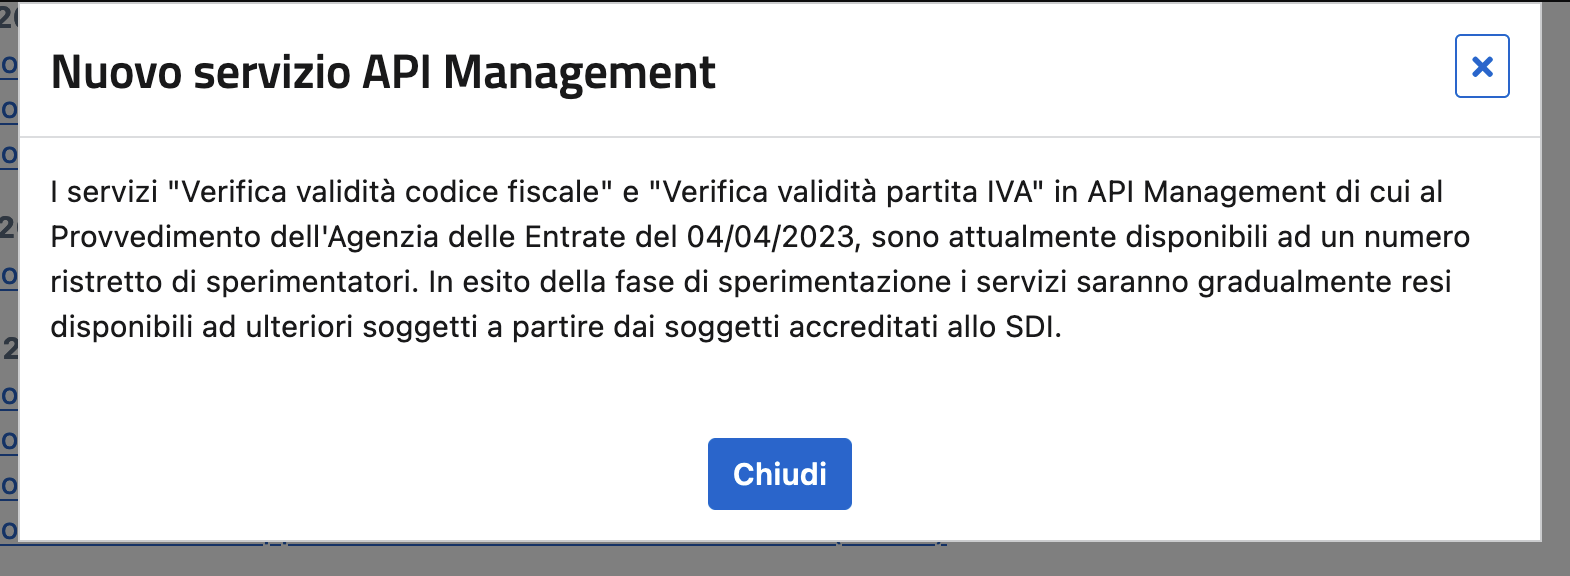 Nuovo servizio API Management
I servizi "Verifica validità codice fiscale" e "Verifica validità partita IVA" in API Management di cui al
Provvedimento dell'Agenzia delle Entrate del 04/04/2023, sono attualmente disponibili ad un numero
ristretto di sperimentatori. In esito della fase di sperimentazione i servizi saranno gradualmente resi
disponibili ad ulteriori soggetti a partire dai soggetti accreditati allo SDI.
Chiudi